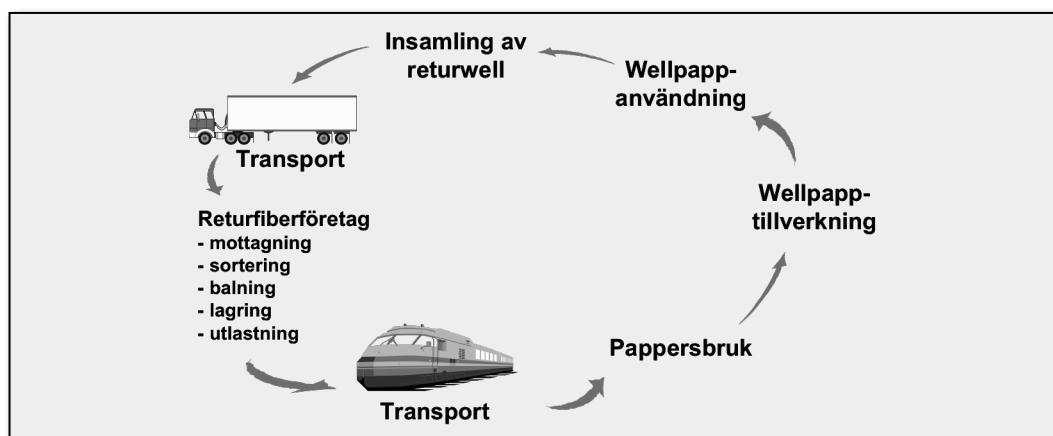 Insamling av
returwell
Wellpapp-
användning
Transport
Wellpapp-
tillverkning
Returfiberföretag
- mottagning
- sortering
- balning
- lagring
- utlastning
Pappersbruk
Transport